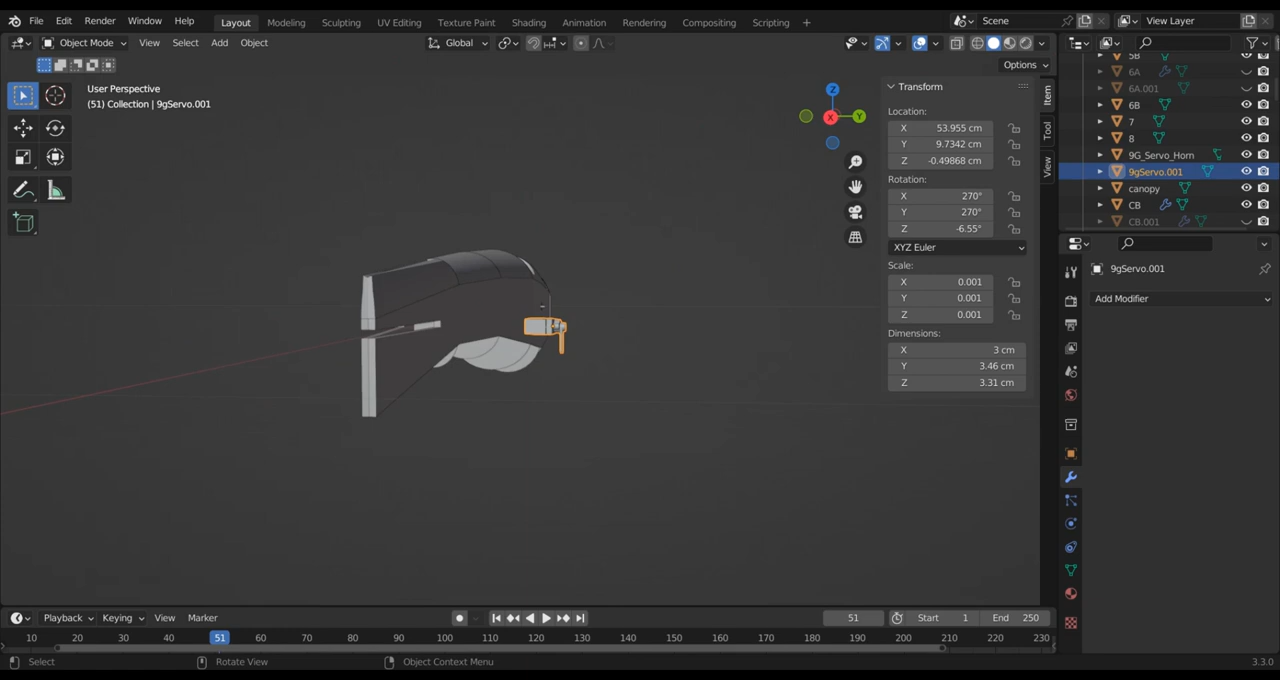 File Edit Render Window Help Layout Modeling Sculpting UV Editing Texture Paint Shading Animation Rendering Compositing Scripting + Scene View Layer
Object Mode View Select Add Object Global
Options
User Perspective
(51) Collection | 9gServo.001
Z
X
Y
Item
Tool
View
Transform
Location:
X 53.955 cm
Y 9.7342 cm
Z -0.49868 cm
Rotation:
X 270°
Y 270°
Z -6.55°
XYZ Euler
Scale:
X 0.001
Y 0.001
Z 0.001
Dimensions:
X 3 cm
Y 3.46 cm
Z 3.31 cm
5B
6A
6A.001
6B
7
8
9G_Servo_Horn
9gServo.001
canopy
CB
CB.001
9gServo.001
Add Modifier
Playback Keying View Marker 51 Start 1 End 250
10 20 30 40 51 60 70 80 90 100 110 120 130 140 150 160 170 180 190 200 210 220 230
Select Rotate View Object Context Menu 3.3.0